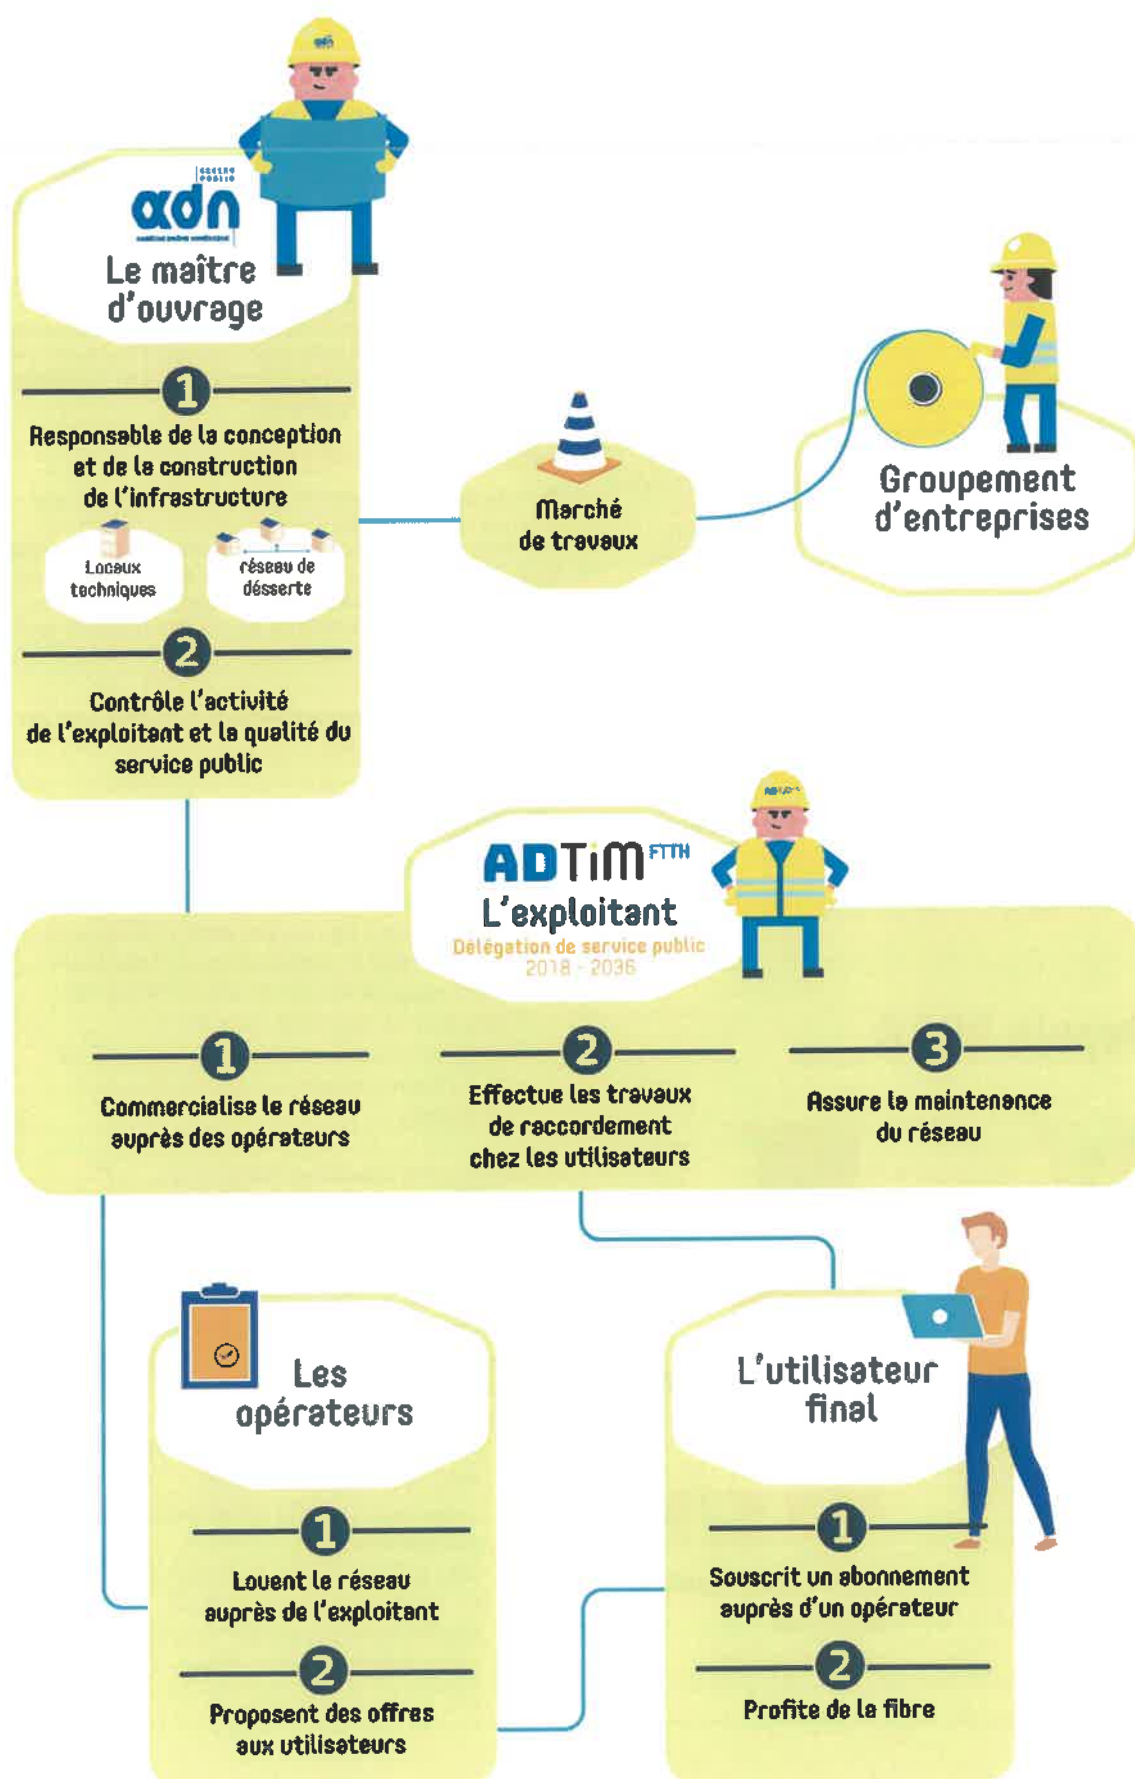 adn
Le maître
d'ouvrage
1
Responsable de la conception
et de la construction
de l'infrastructure
Locaux
techniques
réseau de
désserte
2
Contrôle l'activité
de l'exploitant et la qualité du
service public
Marché
de travaux
Groupement
d'entreprises
ADTiM FTTH
L'exploitant
Délégation de service public
2018 - 2036
1
Commercialise le réseau
auprès des opérateurs
2
Effectue les travaux
de raccordement
chez les utilisateurs
3
Assure la maintenance
du réseau
Les
opérateurs
1
Louent le réseau
auprès de l'exploitant
2
Proposent des offres
aux utilisateurs
L'utilisateur
final
1
Souscrit un abonnement
auprès d'un opérateur
2
Profite de la fibre